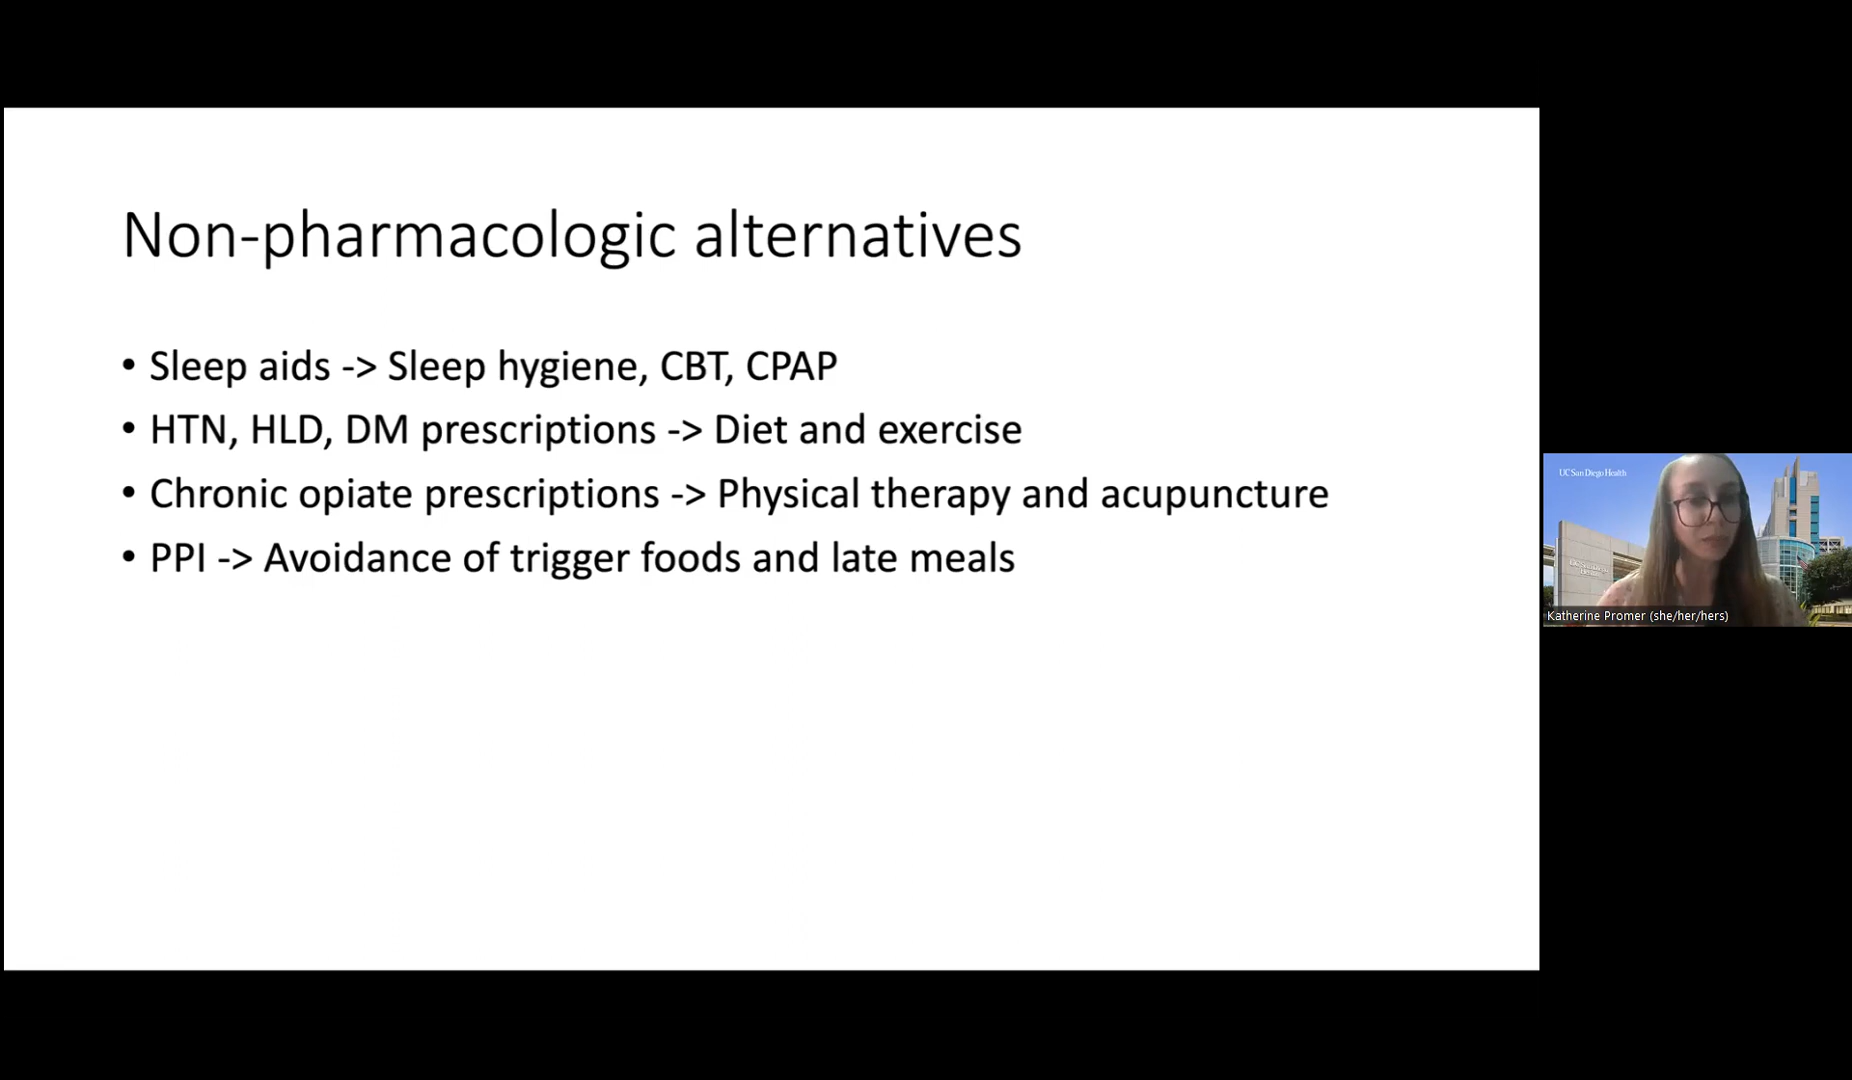 Non-pharmacologic alternatives
• Sleep aids -> Sleep hygiene, CBT, CPAP
• HTN, HLD, DM prescriptions -> Diet and exercise
• Chronic opiate prescriptions -> Physical therapy and acupuncture
• PPI -> Avoidance of trigger foods and late meals
UC San Diego Health
Katherine Promer (she/her/hers)